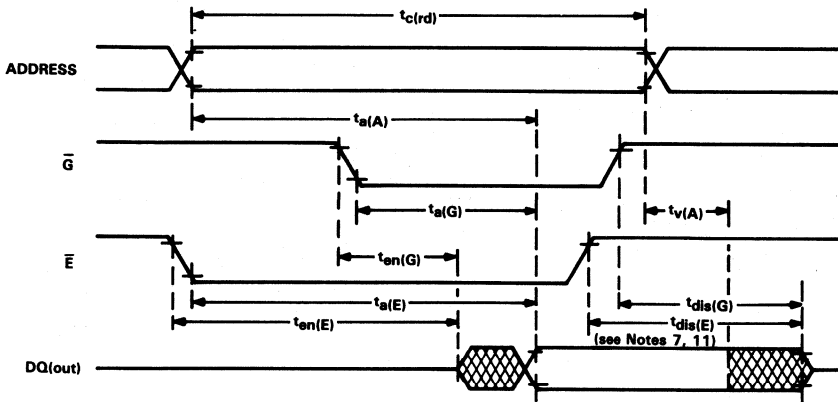 tc(rd)
ADDRESS
ta(A)
G
ta(G)
tv(A)
ten(G)
E
ta(E)
tdis(G)
ten(E)
tdis(E)
(see Notes 7, 11)
DQ(out)